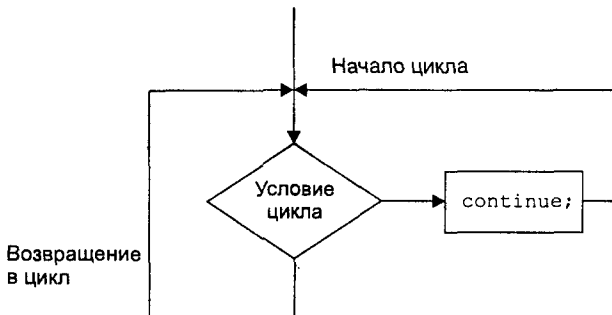 Начало цикла
Условие
цикла
continue;
Возвращение
в цикл